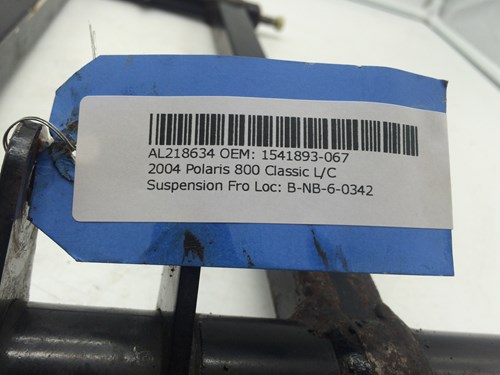 AL218634 OEM: 1541893-067
2004 Polaris 800 Classic L/C
Suspension Fro Loc: B-NB-6-0342